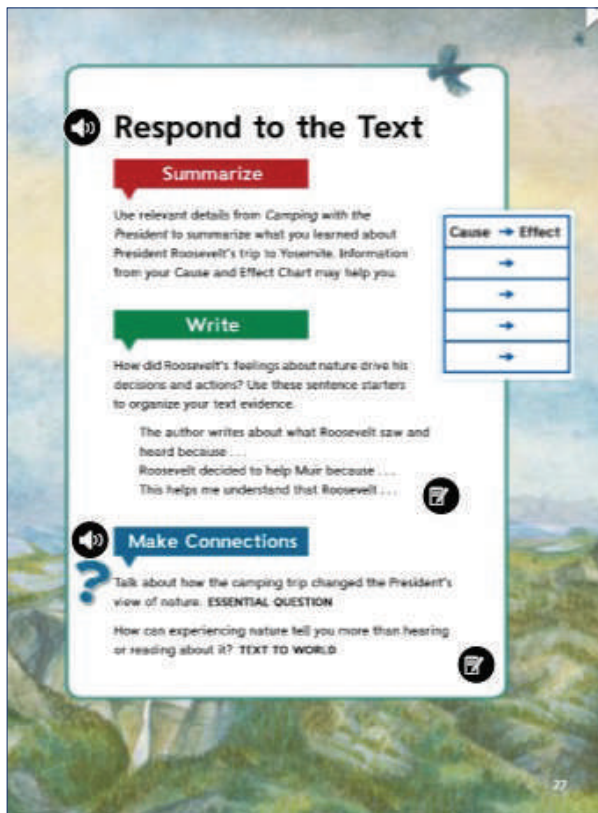 Respond to the Text
Summarize
Use relevant details from Camping with the
President to summarize what you learned about
President Roosevelt's trip to Yosemite. Information
from your Cause and Effect Chart may help you.
Cause → Effect
→
→
→
→
Write
How did Roosevelt's feelings about nature drive his
decisions and actions? Use these sentence starters
to organize your text evidence.
The author writes about what Roosevelt saw and
heard because . . .
Roosevelt decided to help Muir because . . .
This helps me understand that Roosevelt . . .
Make Connections
?
Talk about how the camping trip changed the President's
view of nature. ESSENTIAL QUESTION
How can experiencing nature tell you more than hearing
or reading about it? TEXT TO WORLD
27